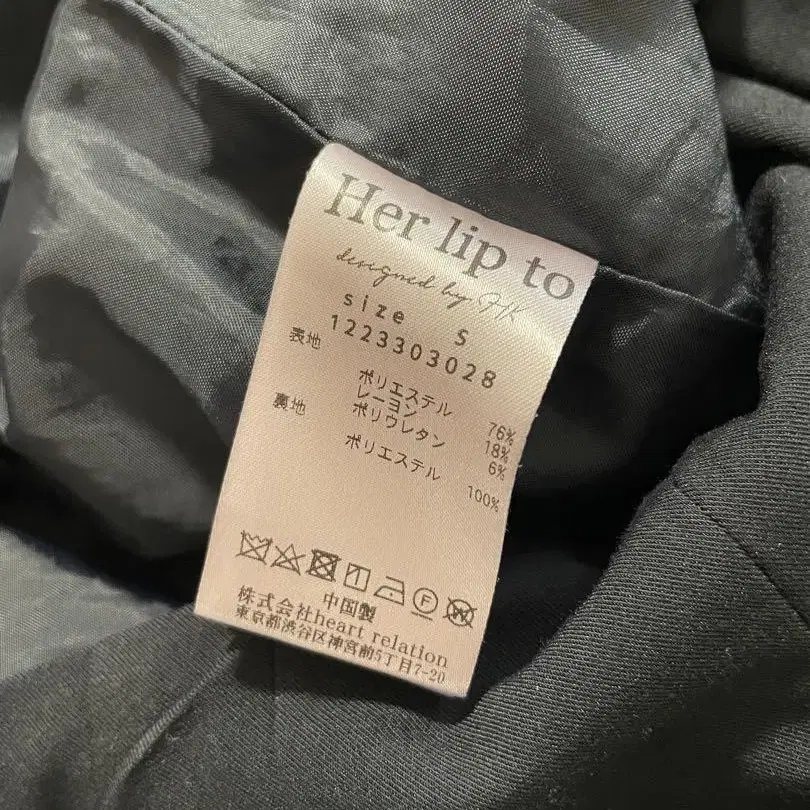 Her lip to
designed by HK
size S
1223303028
表地 ポリエステル 76%
レーヨン 18%
ポリウレタン 6%
裏地 ポリエステル 100%
F W
中国製
株式会社heart relation
東京都渋谷区神宮前5丁目7-20